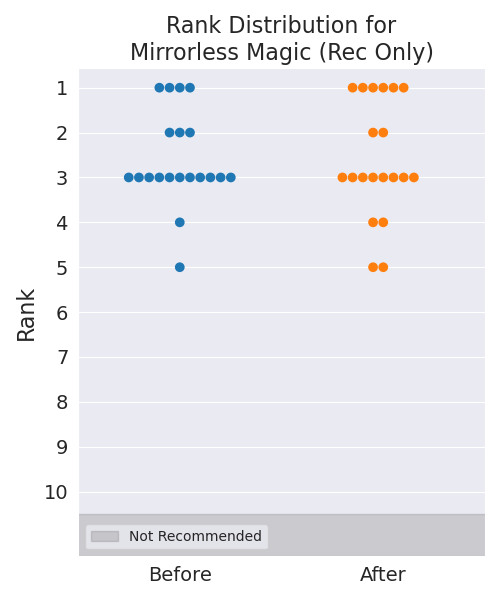 Rank Distribution for
Mirrorless Magic (Rec Only)
Rank
1
2
3
4
5
6
7
8
9
10
Not Recommended
Before After